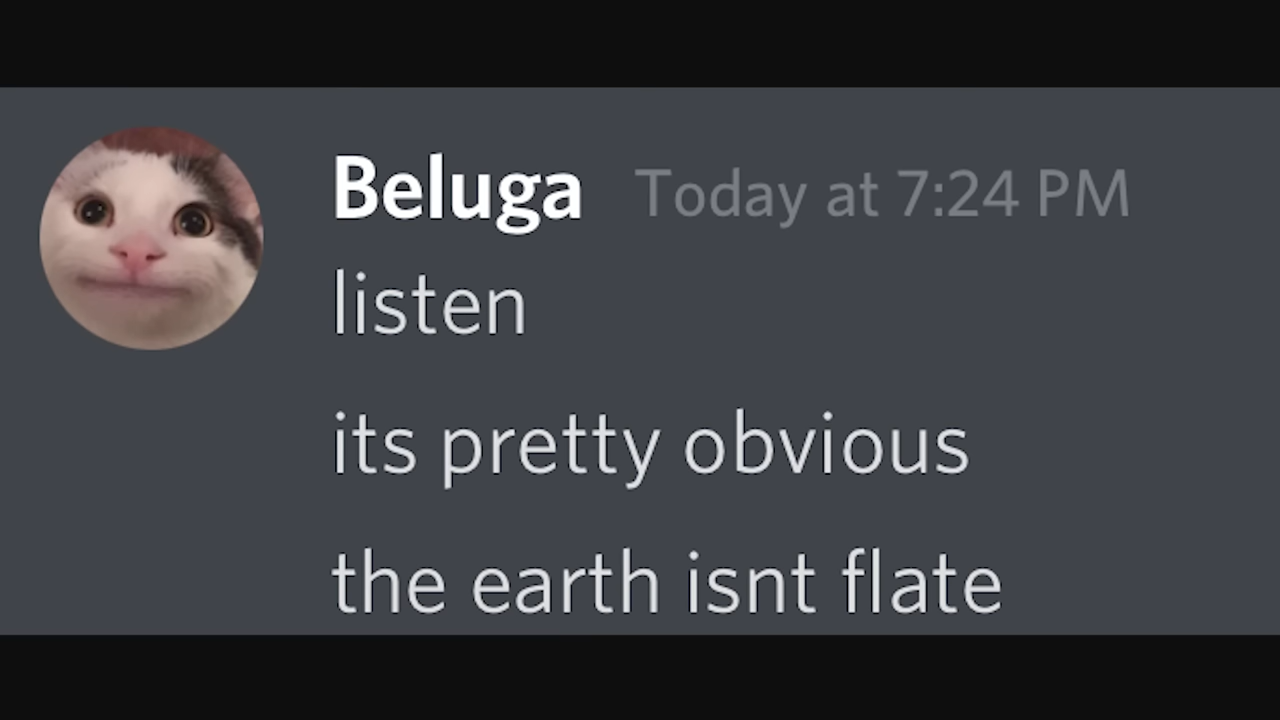 Beluga Today at 7:24 PM
listen
its pretty obvious
the earth isnt flate